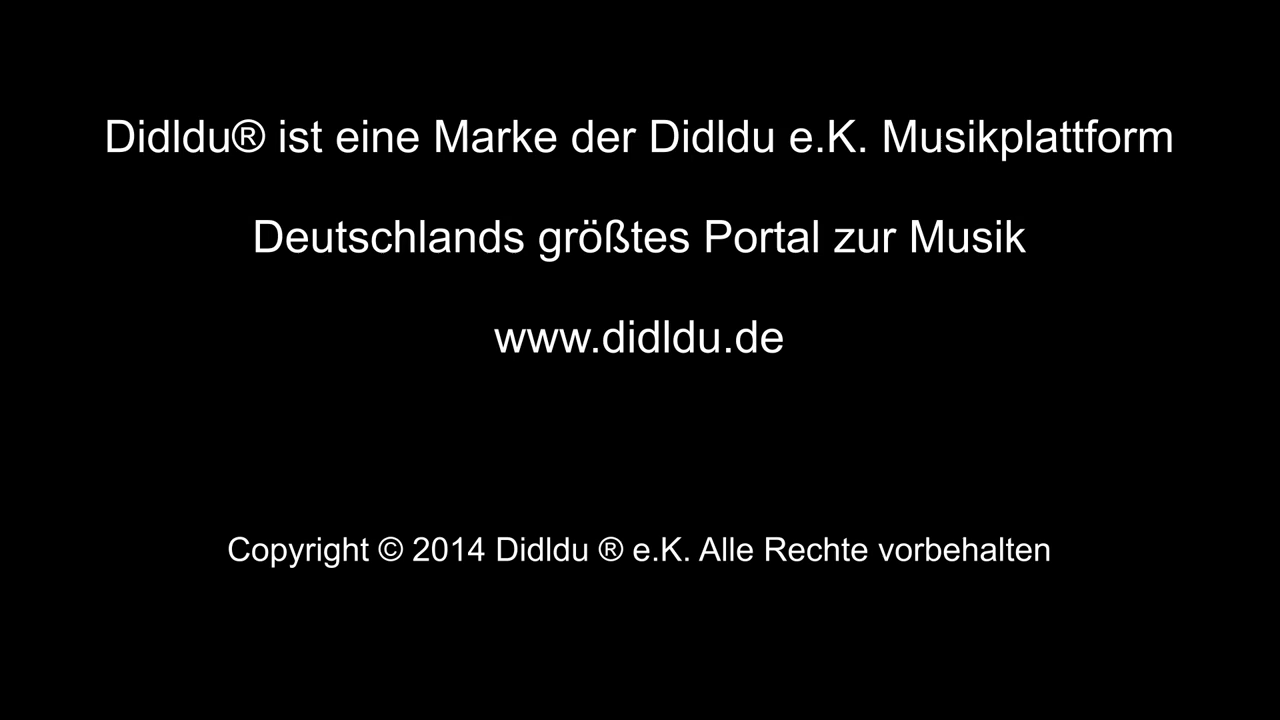 Didldu® ist eine Marke der Didldu e.K. Musikplattform
Deutschlands größtes Portal zur Musik
www.didldu.de
Copyright © 2014 Didldu ® e.K. Alle Rechte vorbehalten